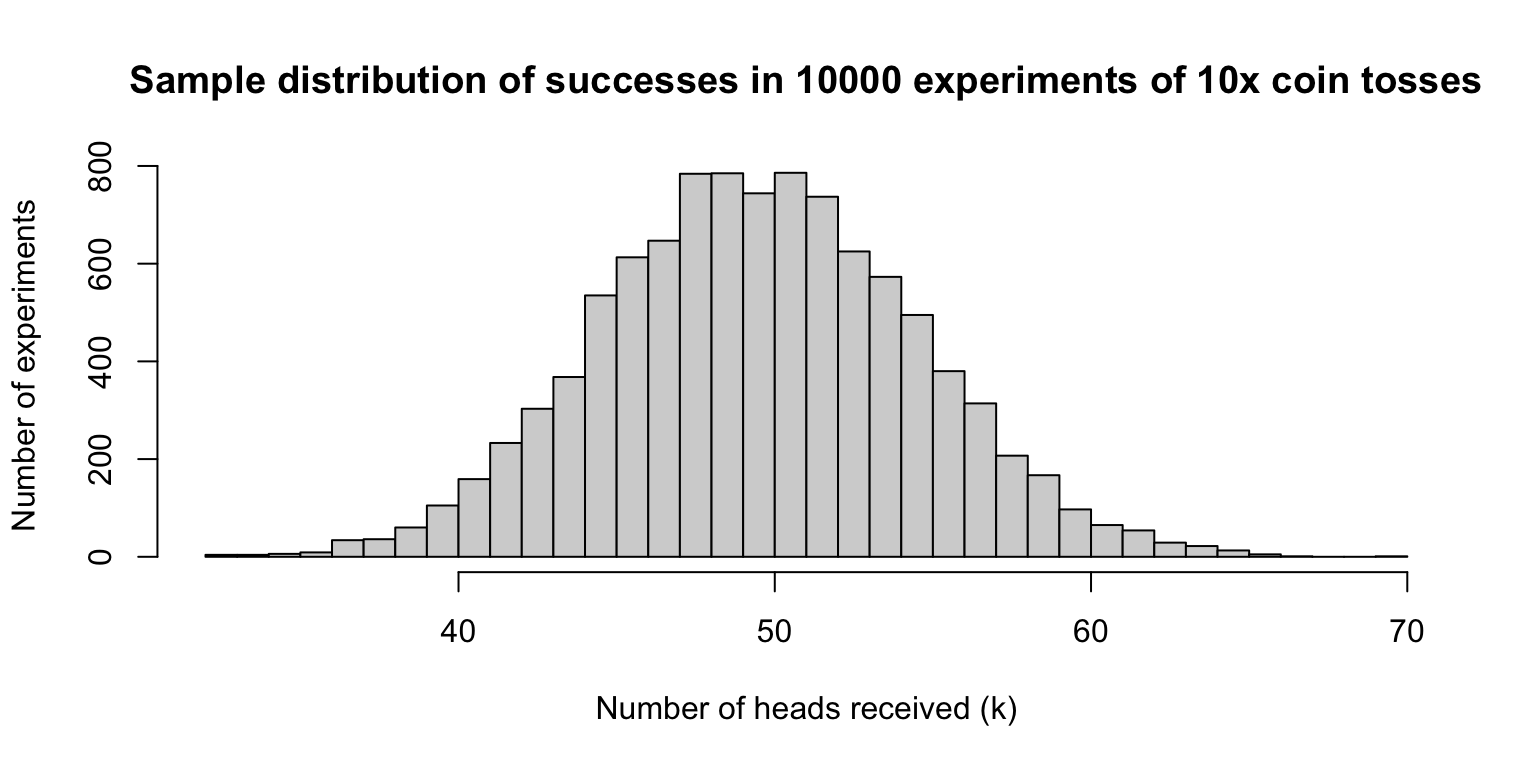 Sample distribution of successes in 10000 experiments of 10x coin tosses
Number of experiments
800
600
400
200
0
40 50 60 70
Number of heads received (k)